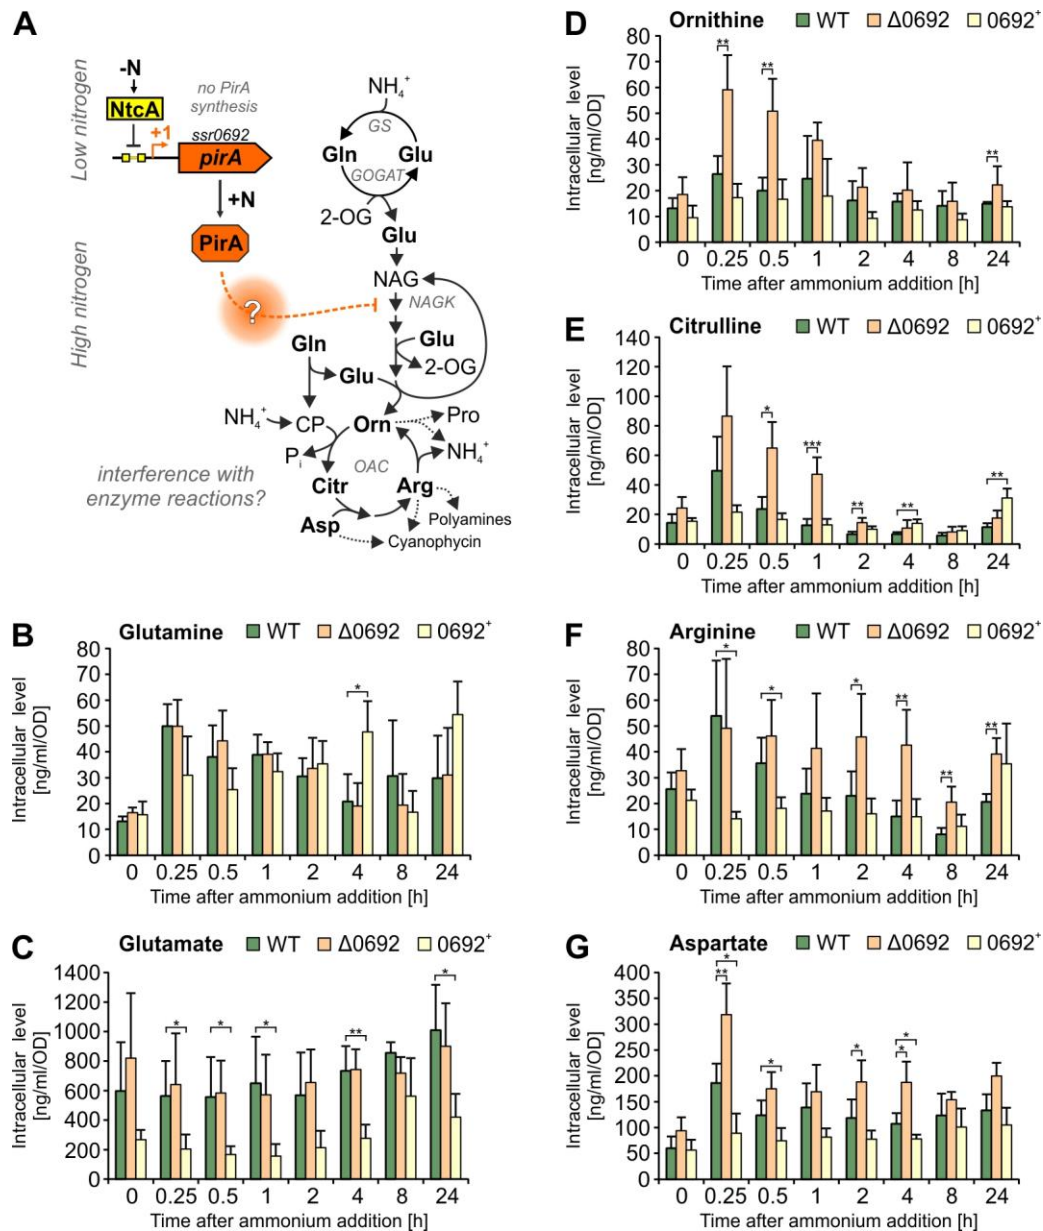 A
Low nitrogen
-N
NtcA
no PirA
synthesis
+1
ssr0692
pirA
+N
PirA
High nitrogen
?
interference with
enzyme reactions?
NH4+
GS
Gln
Glu
GOGAT
2-OG
Glu
NAG
NAGK
Gln
Glu
Glu
2-OG
NH4+
CP
Orn
Pro
NH4+
Pi
OAC
Citr
Arg
Asp
Polyamines
Cyanophycin
B
Glutamine WT Δ0692 0692+
Intracellular level
[ng/ml/OD]
80
70
60
50
40
30
20
10
0
*
0 0.25 0.5 1 2 4 8 24
Time after ammonium addition [h]
C
Glutamate WT Δ0692 0692+
Intracellular level
[ng/ml/OD]
1400
1200
1000
800
600
400
200
0
* * * ** *
0 0.25 0.5 1 2 4 8 24
Time after ammonium addition [h]
D
Ornithine WT Δ0692 0692+
Intracellular level
[ng/ml/OD]
80
70
60
50
40
30
20
10
0
** ** **
0 0.25 0.5 1 2 4 8 24
Time after ammonium addition [h]
E
Citrulline WT Δ0692 0692+
Intracellular level
[ng/ml/OD]
140
120
100
80
60
40
20
0
* *** ** ** **
0 0.25 0.5 1 2 4 8 24
Time after ammonium addition [h]
F
Arginine WT Δ0692 0692+
Intracellular level
[ng/ml/OD]
80
70
60
50
40
30
20
10
0
* * * ** ** **
0 0.25 0.5 1 2 4 8 24
Time after ammonium addition [h]
G
Aspartate WT Δ0692 0692+
Intracellular level
[ng/ml/OD]
400
350
300
250
200
150
100
50
0
*
** * * * *
0 0.25 0.5 1 2 4 8 24
Time after ammonium addition [h]